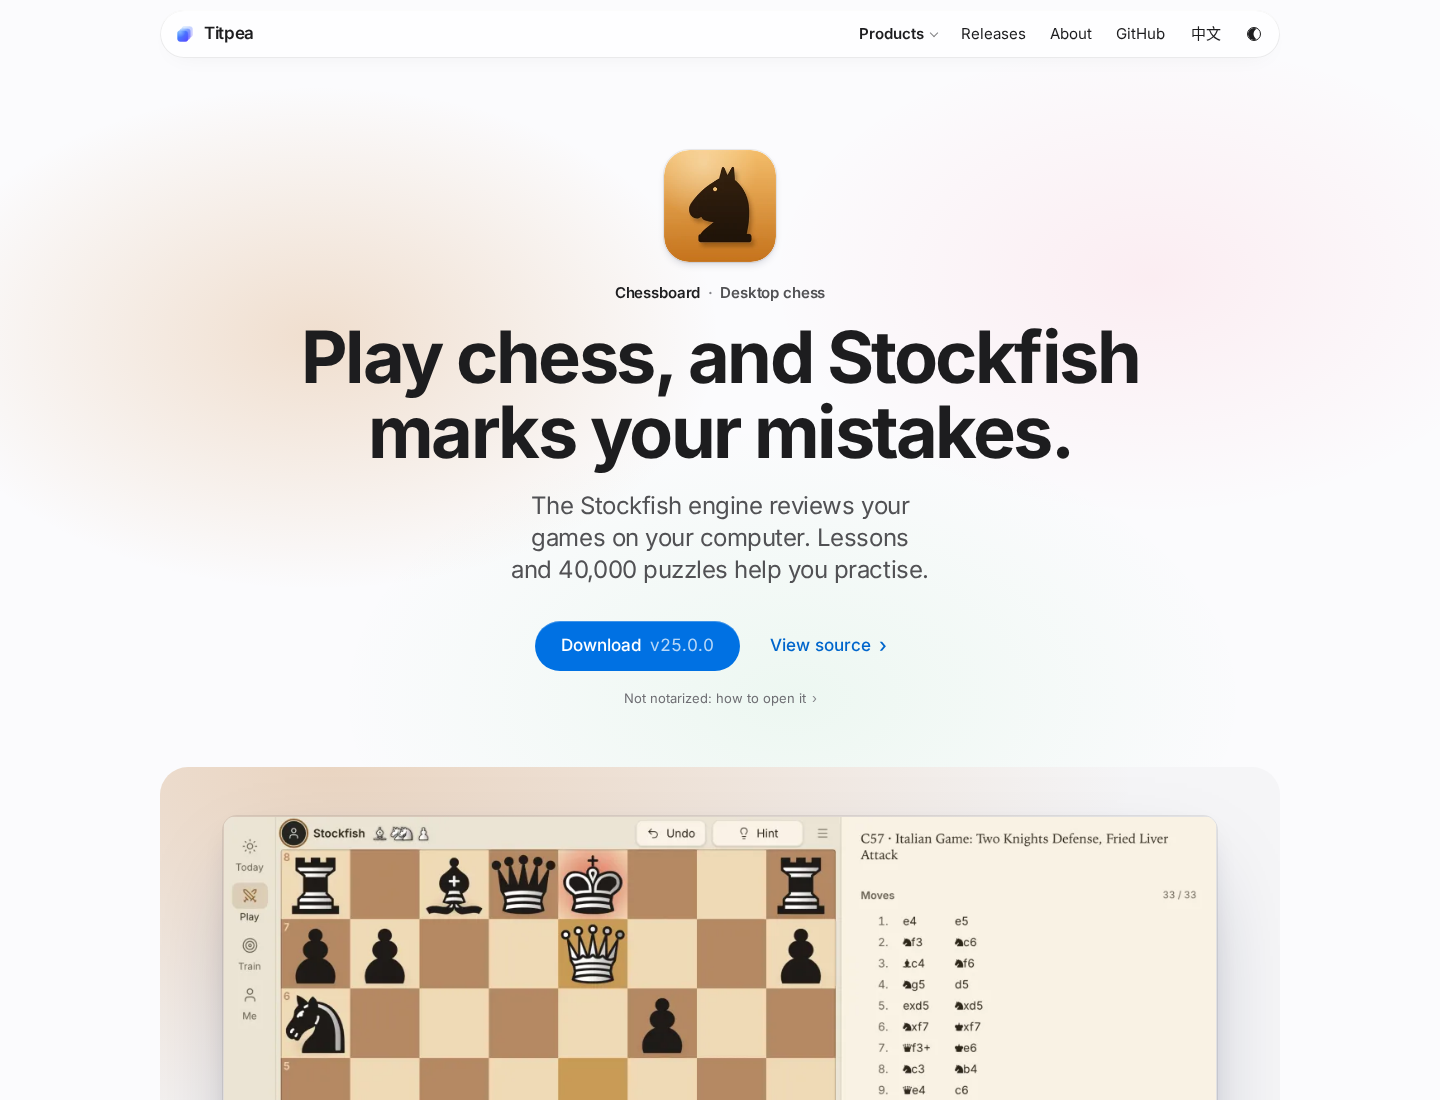 Titpea
Products
Releases
About
GitHub
中文
Chessboard · Desktop chess
Play chess, and Stockfish
marks your mistakes.
The Stockfish engine reviews your
games on your computer. Lessons
and 40,000 puzzles help you practise.
Download v25.0.0
View source ›
Not notarized: how to open it ›
Stockfish
Undo
Hint
Today
Play
Train
Me
8
7
6
5
C57 · Italian Game: Two Knights Defense, Fried Liver
Attack
Moves 33 / 33
1. e4 e5
2. ♞f3 ♞c6
3. ♝c4 ♞f6
4. ♞g5 d5
5. exd5 ♞xd5
6. ♞xf7 ♚xf7
7. ♛f3+ ♚e6
8. ♞c3 ♞b4
9. ♛e4 c6